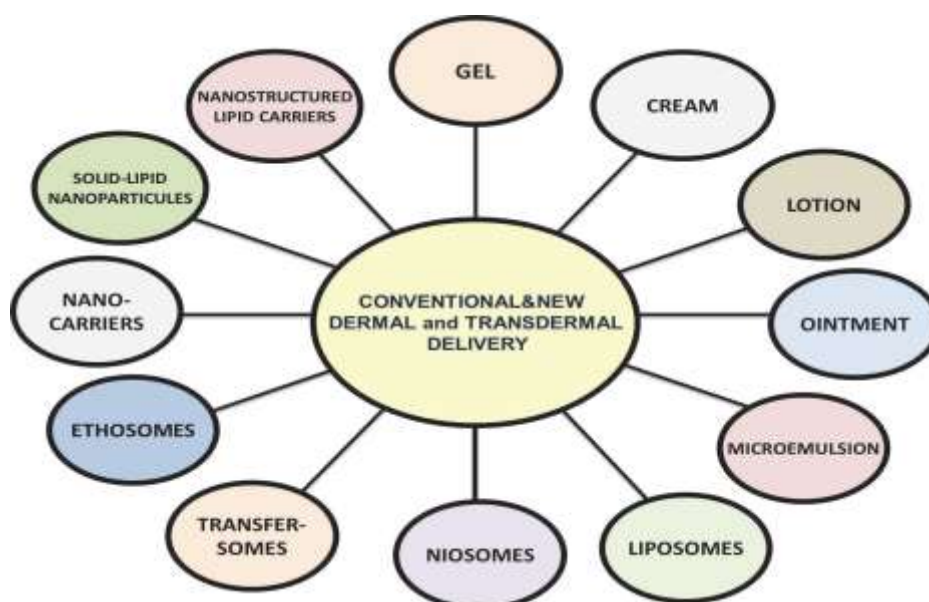 GEL
CREAM
LOTION
OINTMENT
MICROEMULSION
LIPOSOMES
NIOSOMES
TRANSFER-
SOMES
ETHOSOMES
NANO-
CARRIERS
SOLID-LIPID
NANOPARTICULES
NANOSTRUCTURED
LIPID CARRIERS
CONVENTIONAL&NEW
DERMAL and TRANSDERMAL
DELIVERY